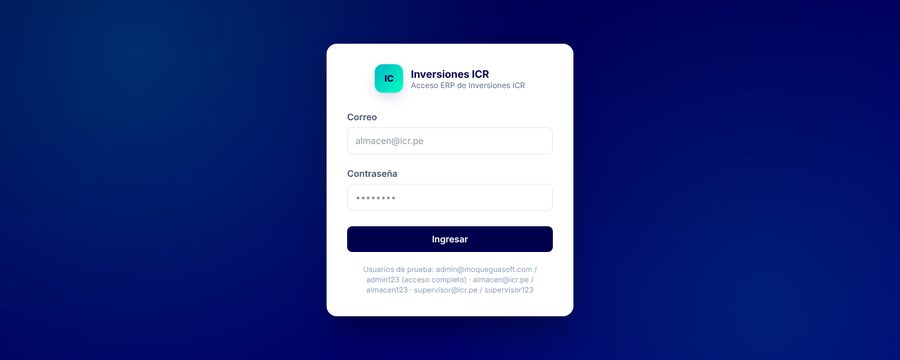 IC
Inversiones ICR
Acceso ERP de Inversiones ICR
Correo
almacen@icr.pe
Contraseña
••••••••
Ingresar
Usuarios de prueba: admin@moqueguasoft.com /
admin123 (acceso completo) · almacen@icr.pe /
almacen123 · supervisor@icr.pe / supervisor123